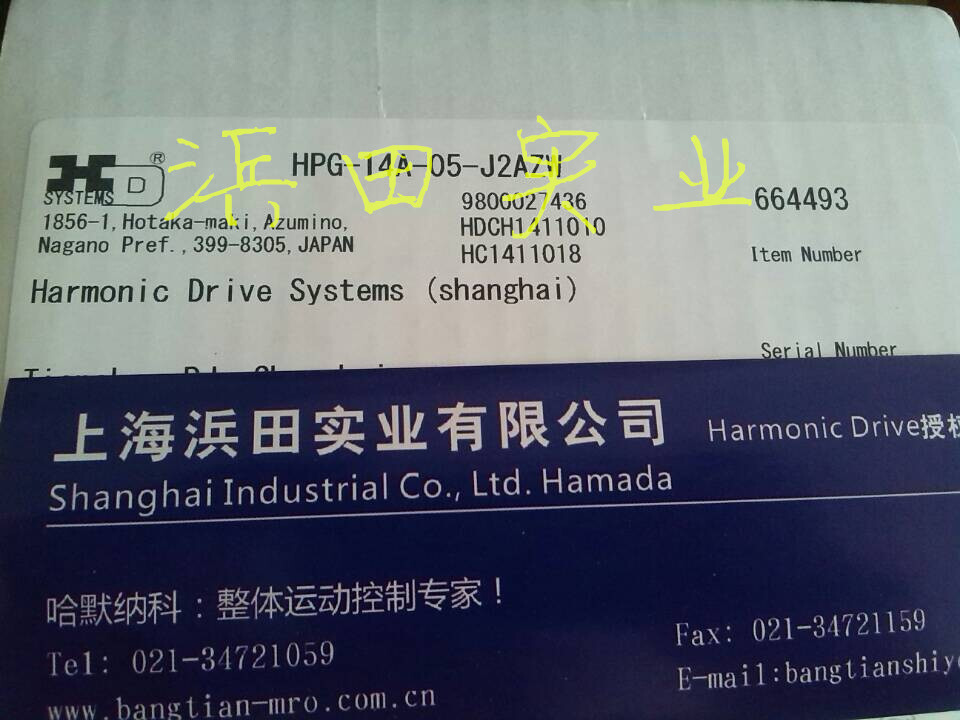 浜田实业
HPG-14A-05-J2AZW
H D ®
SYSTEMS
9800027436
664493
1856-1,Hotaka-maki,Azumino,
HDCH1411010
Nagano Pref.,399-8305,JAPAN
HC1411018
Item Number
Harmonic Drive Systems (shanghai)
Serial Number
上海浜田实业有限公司
Harmonic Drive授权
Shanghai Industrial Co., Ltd. Hamada
哈默纳科：整体运动控制专家！
Tel: 021-34721059
Fax: 021-34721159
www.bangtian-mro.com.cn
E-mail:bangtianshiy